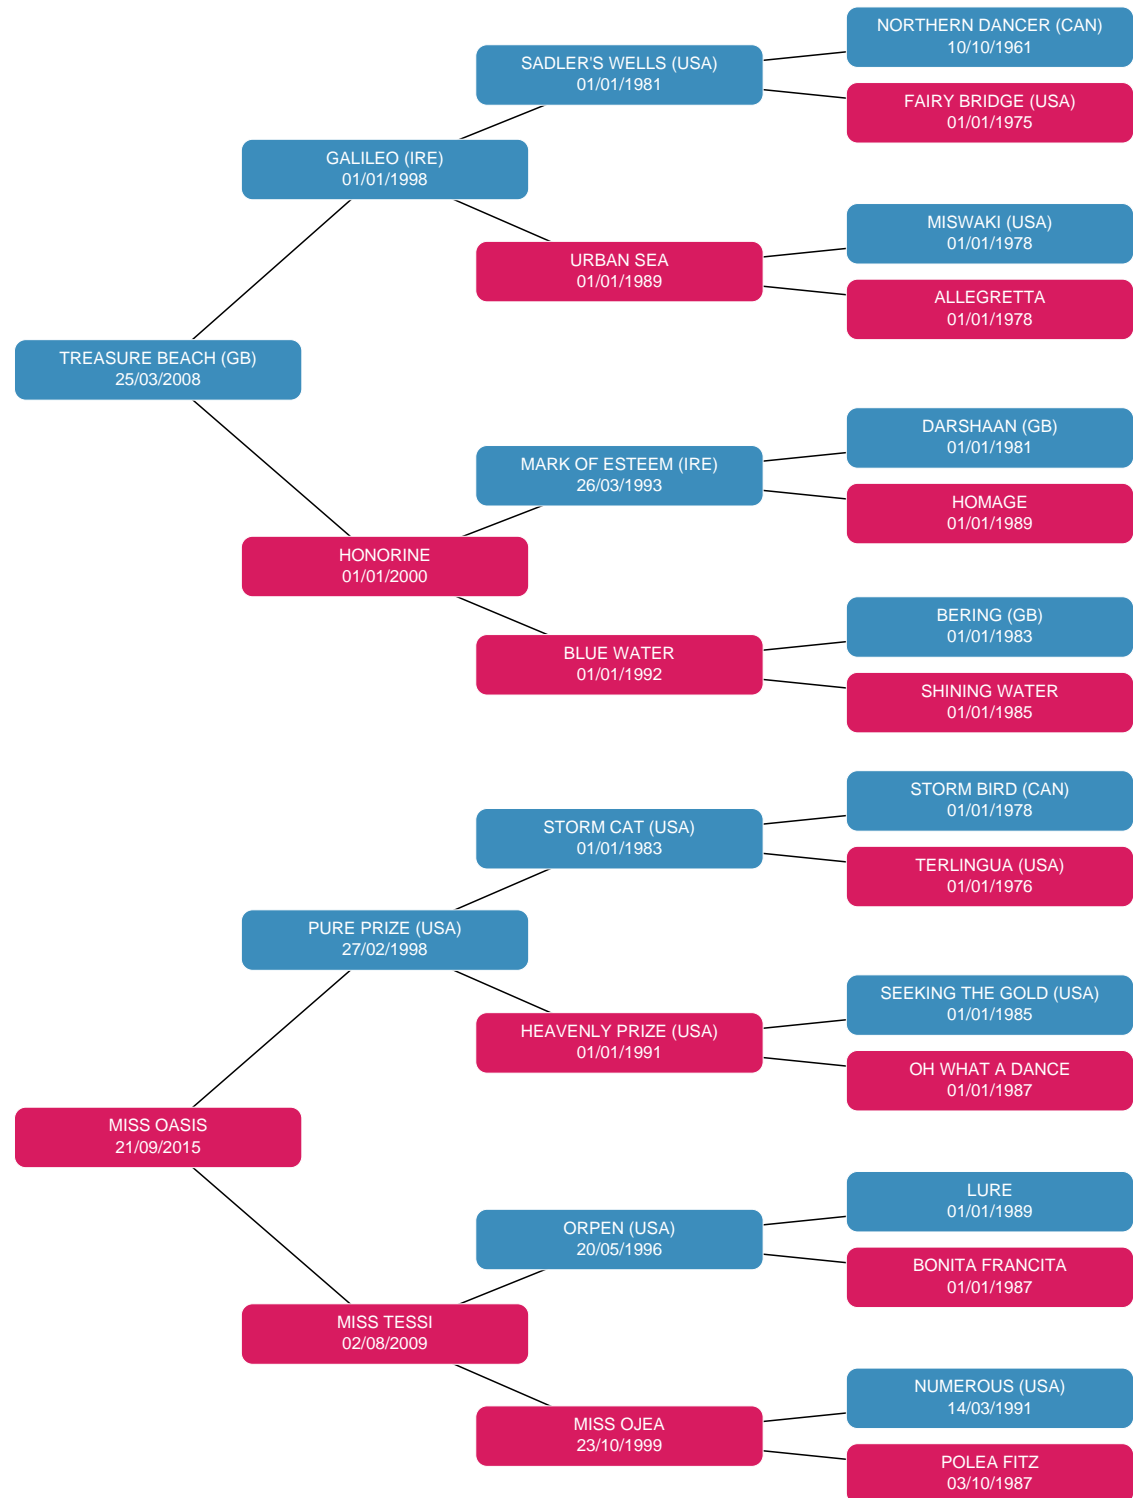 NORTHERN DANCER (CAN)
10/10/1961
SADLER'S WELLS (USA)
01/01/1981
FAIRY BRIDGE (USA)
01/01/1975
GALILEO (IRE)
01/01/1998
MISWAKI (USA)
01/01/1978
URBAN SEA
01/01/1989
ALLEGRETTA
01/01/1978
TREASURE BEACH (GB)
25/03/2008
DARSHAAN (GB)
01/01/1981
MARK OF ESTEEM (IRE)
26/03/1993
HOMAGE
01/01/1989
HONORINE
01/01/2000
BERING (GB)
01/01/1983
BLUE WATER
01/01/1992
SHINING WATER
01/01/1985
STORM BIRD (CAN)
01/01/1978
STORM CAT (USA)
01/01/1983
TERLINGUA (USA)
01/01/1976
PURE PRIZE (USA)
27/02/1998
SEEKING THE GOLD (USA)
01/01/1985
HEAVENLY PRIZE (USA)
01/01/1991
OH WHAT A DANCE
01/01/1987
MISS OASIS
21/09/2015
LURE
01/01/1989
ORPEN (USA)
20/05/1996
BONITA FRANCITA
01/01/1987
MISS TESSI
02/08/2009
NUMEROUS (USA)
14/03/1991
MISS OJEA
23/10/1999
POLEA FITZ
03/10/1987